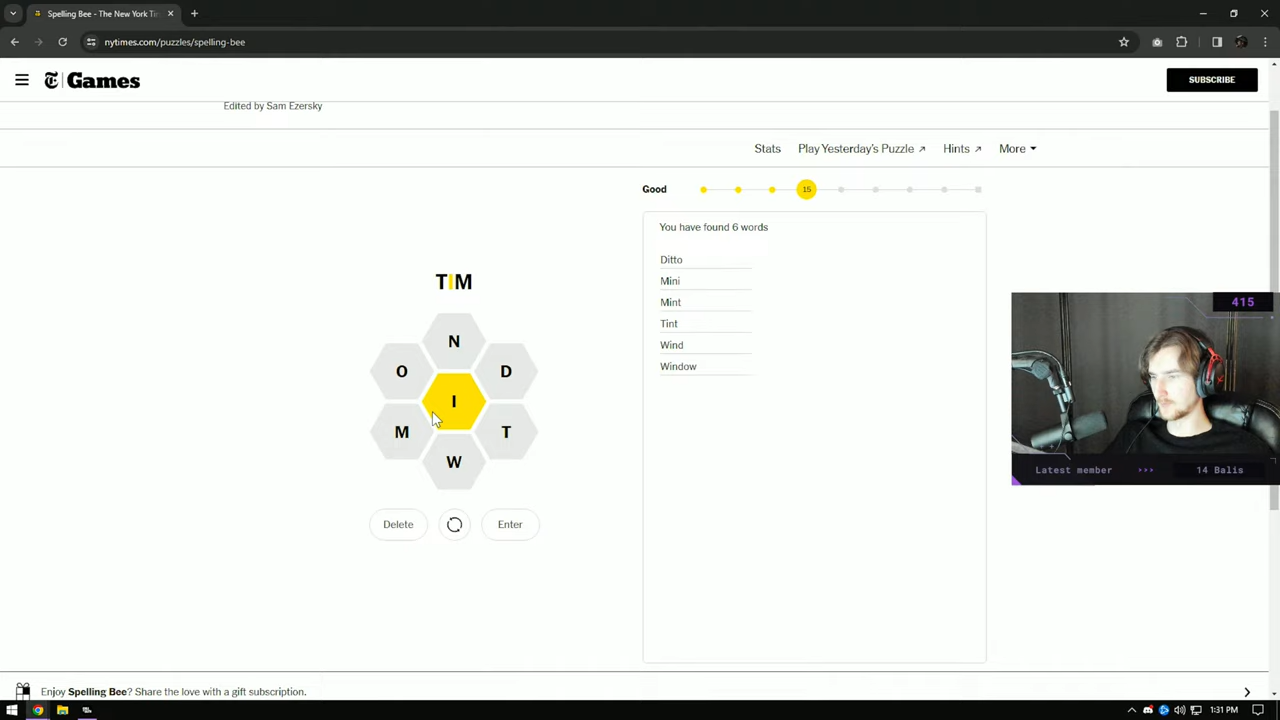 Spelling Bee – The New York Tim
nytimes.com/puzzles/spelling-bee
Games
SUBSCRIBE
Edited by Sam Ezersky
Stats
Play Yesterday's Puzzle
Hints
More
Good
15
You have found 6 words
Ditto
Mini
Mint
Tint
Wind
Window
TIM
N
O
D
I
M
T
W
Delete
Enter
415
Latest member >>> 14 Balis
Enjoy Spelling Bee? Share the love with a gift subscription.
1:31 PM